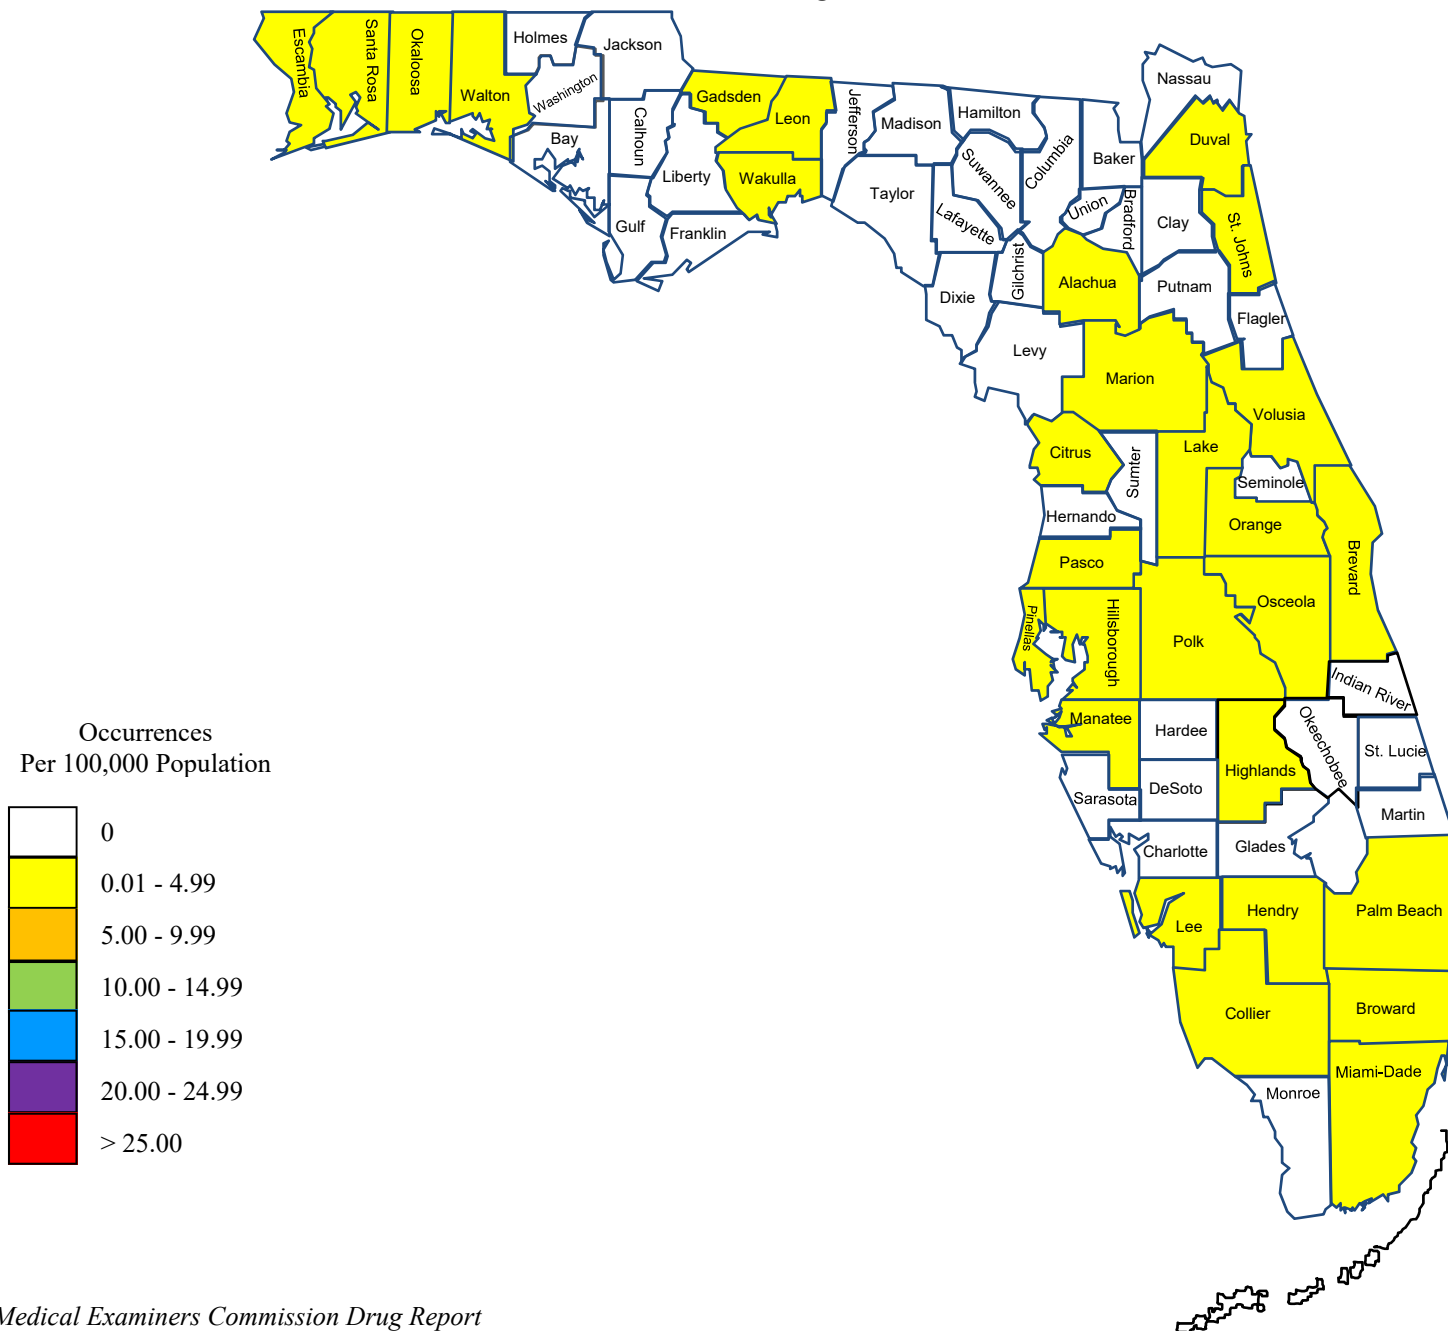 Escambia
Santa Rosa
Okaloosa
Walton
Holmes
Jackson
Washington
Bay
Calhoun
Gulf
Liberty
Franklin
Gadsden
Leon
Wakulla
Jefferson
Madison
Taylor
Hamilton
Suwannee
Lafayette
Columbia
Dixie
Gilchrist
Baker
Union
Bradford
Nassau
Duval
Clay
St. Johns
Alachua
Putnam
Flagler
Levy
Marion
Volusia
Citrus
Sumter
Lake
Seminole
Hernando
Orange
Brevard
Pasco
Osceola
Pinellas
Hillsborough
Polk
Indian River
Manatee
Hardee
Highlands
Okeechobee
St. Lucie
Sarasota
DeSoto
Martin
Charlotte
Glades
Lee
Hendry
Palm Beach
Collier
Broward
Miami-Dade
Monroe
Occurrences
Per 100,000 Population
0
0.01 - 4.99
5.00 - 9.99
10.00 - 14.99
15.00 - 19.99
20.00 - 24.99
> 25.00
Medical Examiners Commission Drug Report